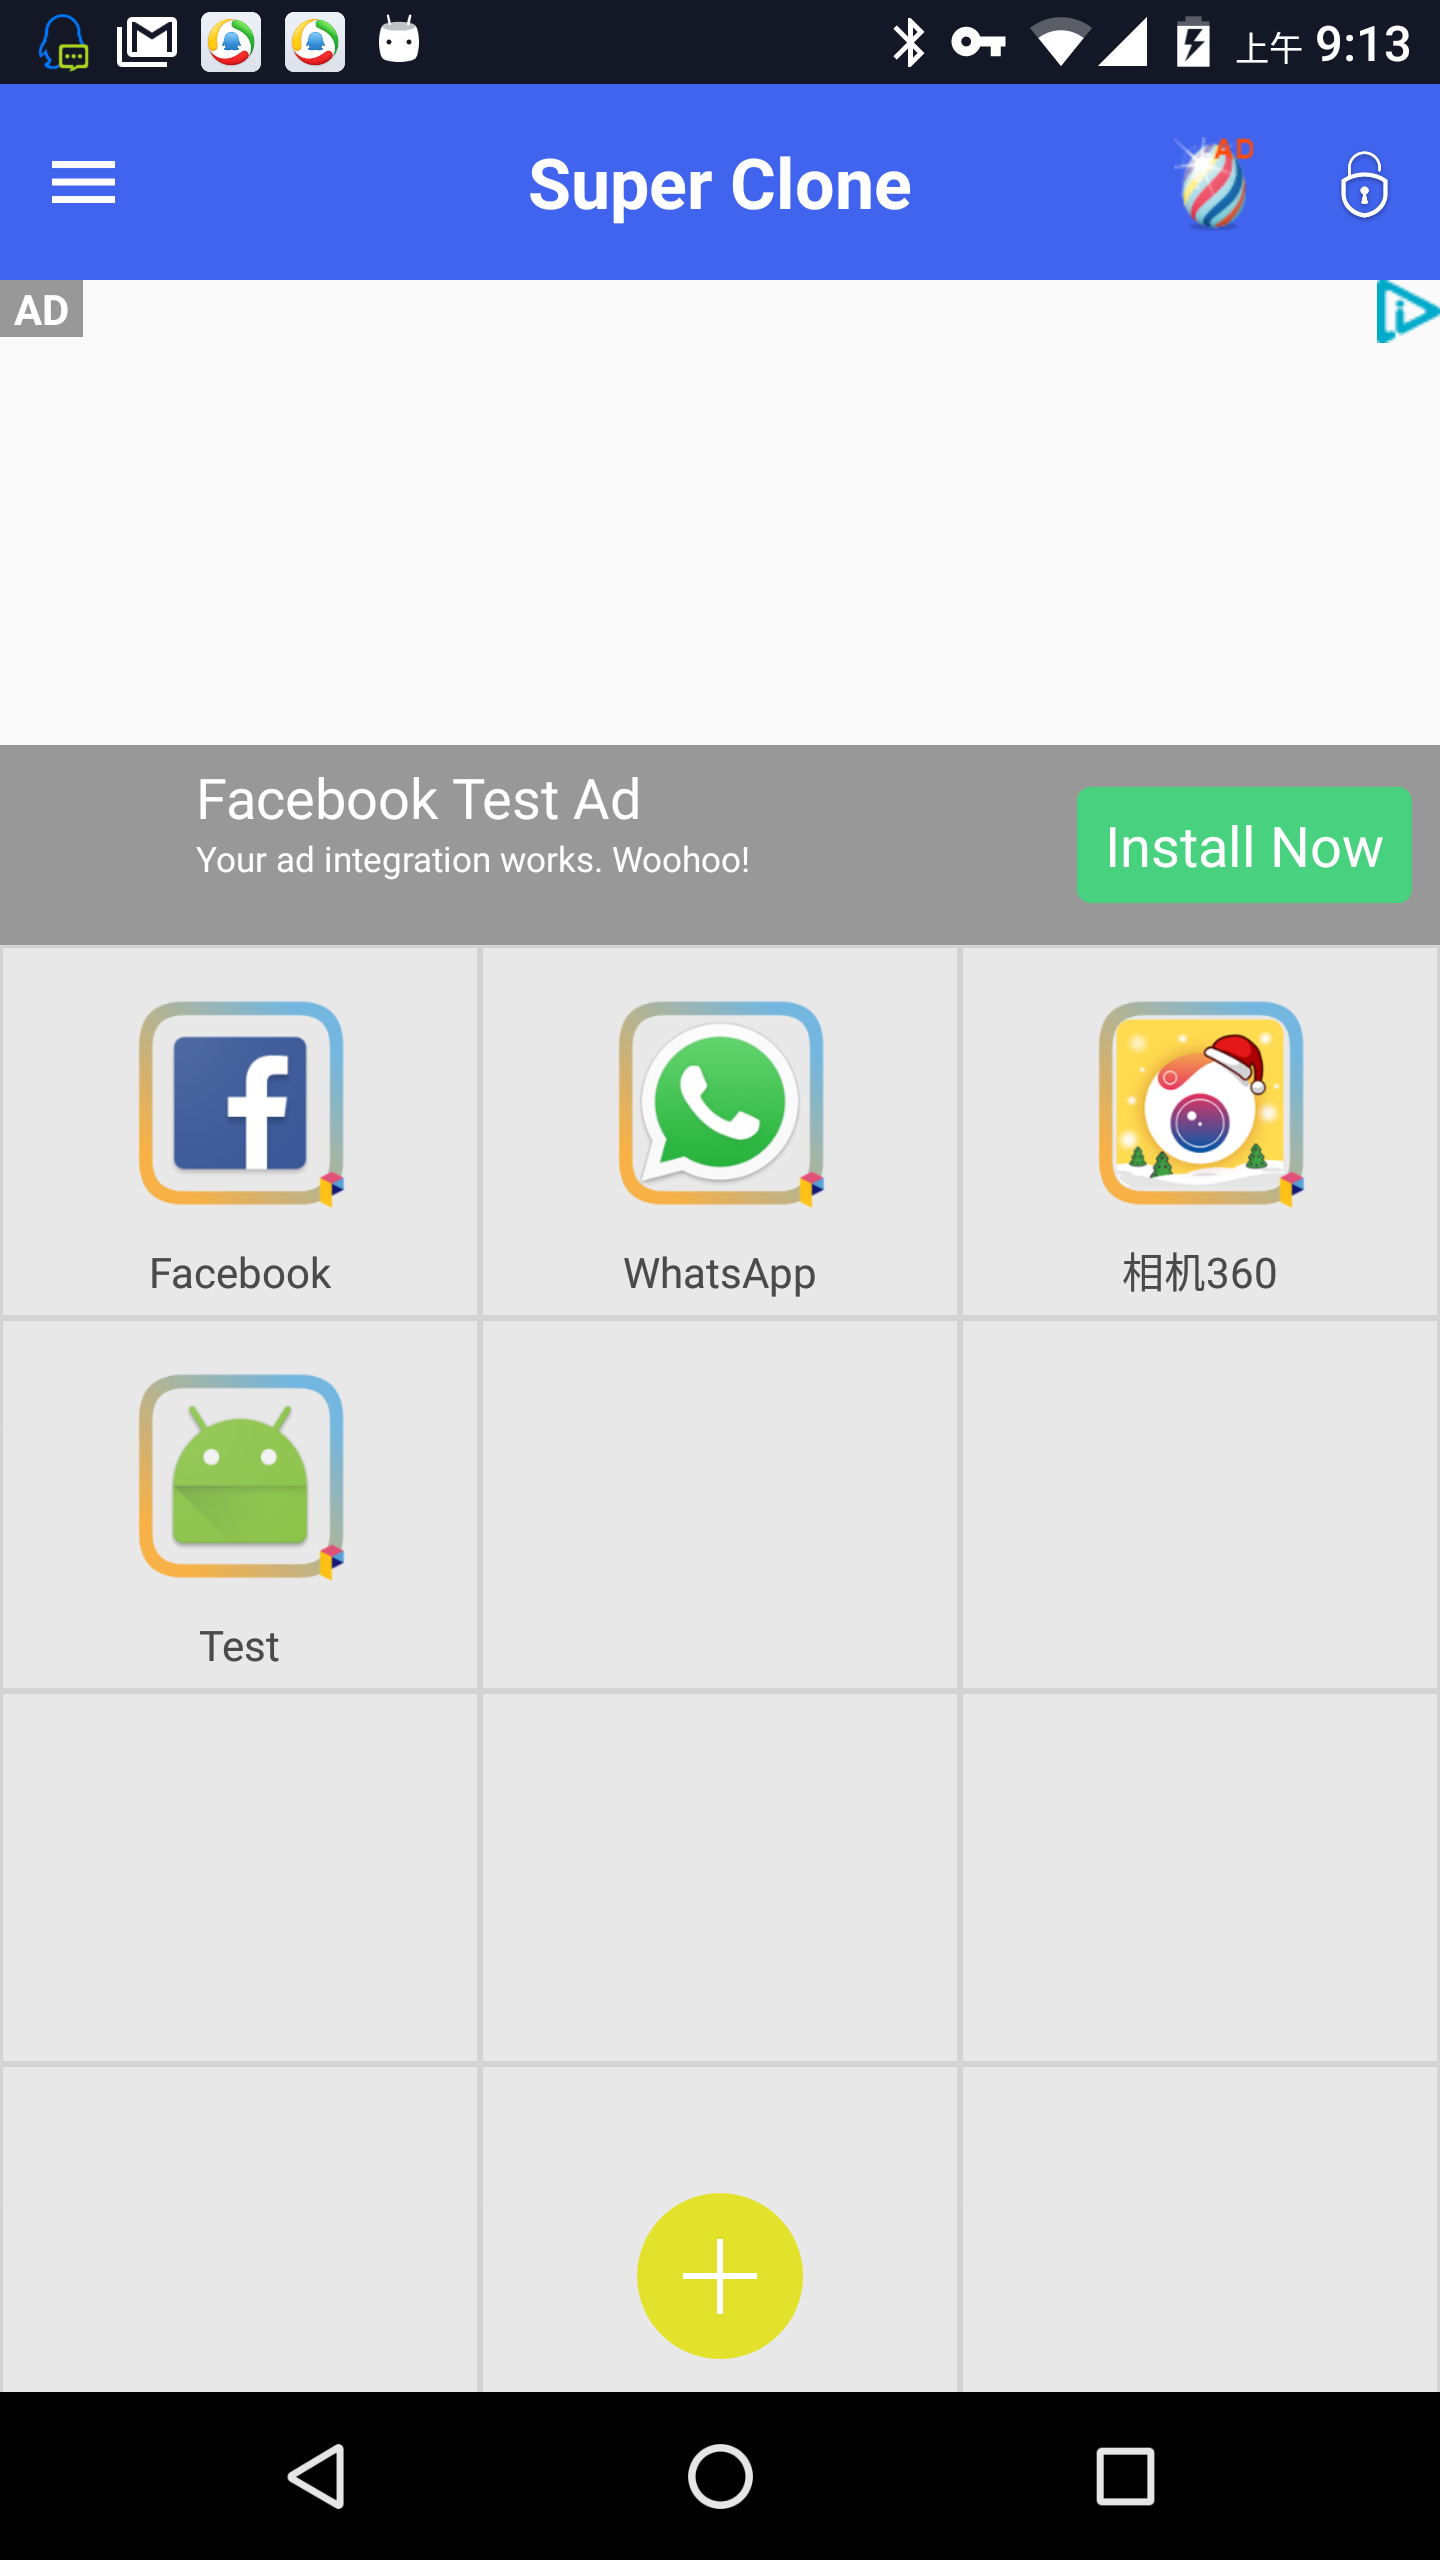 上午 9:13
Super Clone
AD
AD
Facebook Test Ad
Your ad integration works. Woohoo!
Install Now
Facebook
WhatsApp
相机360
Test